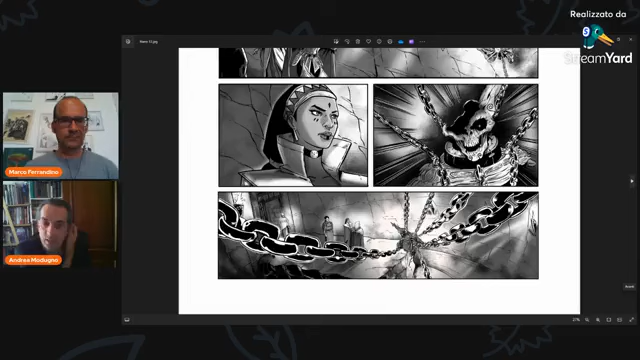 Realizzato da
StreamYard
Marco Ferrandino
Andrea Modugno